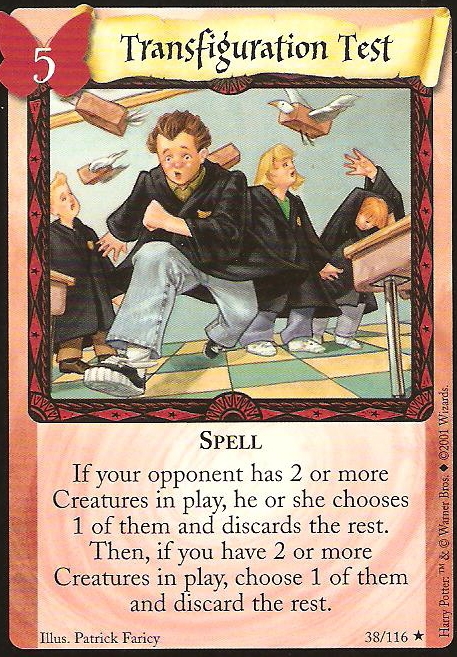 5
Transfiguration Test
SPELL
If your opponent has 2 or more
Creatures in play, he or she chooses
1 of them and discards the rest.
Then, if you have 2 or more
Creatures in play, choose 1 of them
and discard the rest.
Illus. Patrick Faricy
38/116 ★
Harry Potter ™ & © Warner Bros. ◆ ©2001 Wizards.